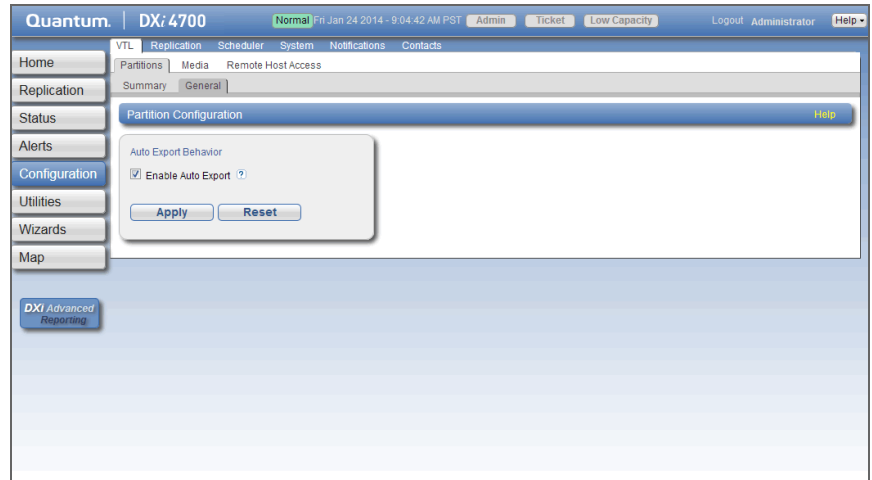 Quantum. DXi 4700 Normal Fri Jan 24 2014 - 9:04:42 AM PST Admin Ticket Low Capacity Logout Administrator Help
VTL Replication Scheduler System Notifications Contacts
Partitions Media Remote Host Access
Summary General
Home
Replication
Status
Alerts
Configuration
Utilities
Wizards
Map
DXi Advanced
Reporting
Partition Configuration Help
Auto Export Behavior
Enable Auto Export ?
Apply Reset